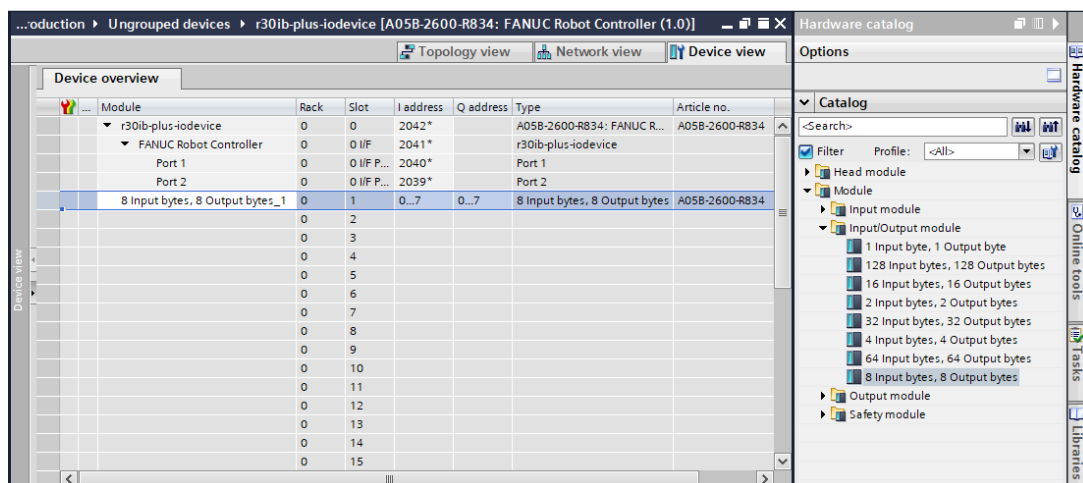 ...oduction ▸ Ungrouped devices ▸ r30ib-plus-iodevice [A05B-2600-R834: FANUC Robot Controller (1.0)]
Topology view Network view Device view
Device overview
... Module Rack Slot I address Q address Type Article no.
r30ib-plus-iodevice 0 0 2042* A05B-2600-R834: FANUC R... A05B-2600-R834
FANUC Robot Controller 0 0 I/F 2041* r30ib-plus-iodevice
Port 1 0 0 I/F P... 2040* Port 1
Port 2 0 0 I/F P... 2039* Port 2
8 Input bytes, 8 Output bytes_1 0 1 0...7 0...7 8 Input bytes, 8 Output bytes A05B-2600-R834
0 2
0 3
0 4
0 5
0 6
0 7
0 8
0 9
0 10
0 11
0 12
0 13
0 14
0 15
Device view
Hardware catalog
Options
Catalog
<Search>
Filter Profile: <All>
Head module
Module
Input module
Input/Output module
1 Input byte, 1 Output byte
128 Input bytes, 128 Output bytes
16 Input bytes, 16 Output bytes
2 Input bytes, 2 Output bytes
32 Input bytes, 32 Output bytes
4 Input bytes, 4 Output bytes
64 Input bytes, 64 Output bytes
8 Input bytes, 8 Output bytes
Output module
Safety module
Hardware catalog
Online tools
Tasks
Libraries